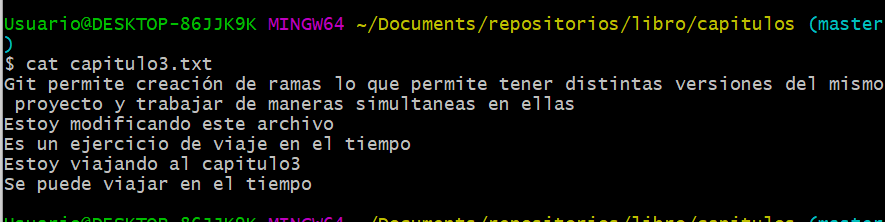 Usuario@DESKTOP-86JJK9K MINGW64 ~/Documents/repositorios/libro/capitulos (master
)
$ cat capitulo3.txt
Git permite creación de ramas lo que permite tener distintas versiones del mismo
 proyecto y trabajar de maneras simultaneas en ellas
Estoy modificando este archivo
Es un ejercicio de viaje en el tiempo
Estoy viajando al capitulo3
Se puede viajar en el tiempo

Usuario@DESKTOP-86JJK9K MINGW64 ~/Documents/repositorios/libro/capitulos (master